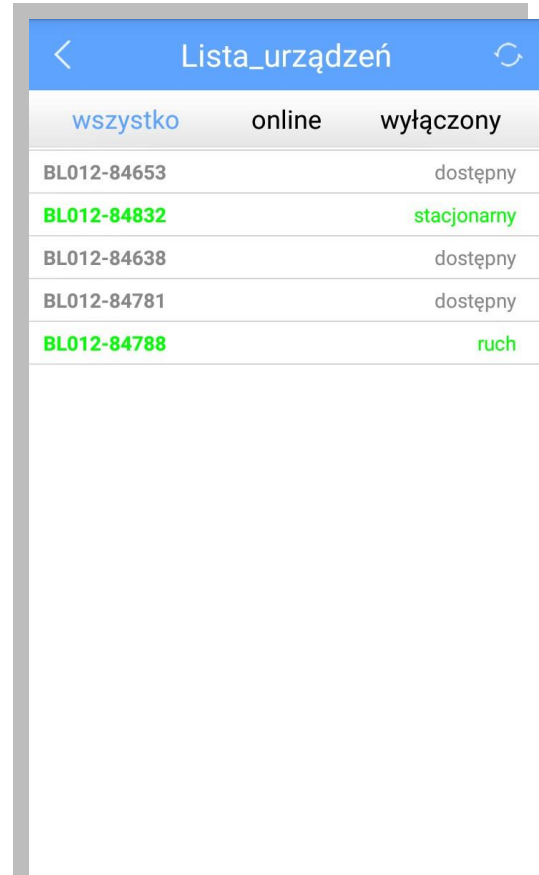 Lista_urządzeń
wszystko online wyłączony
BL012-84653 dostępny
BL012-84832 stacjonarny
BL012-84638 dostępny
BL012-84781 dostępny
BL012-84788 ruch